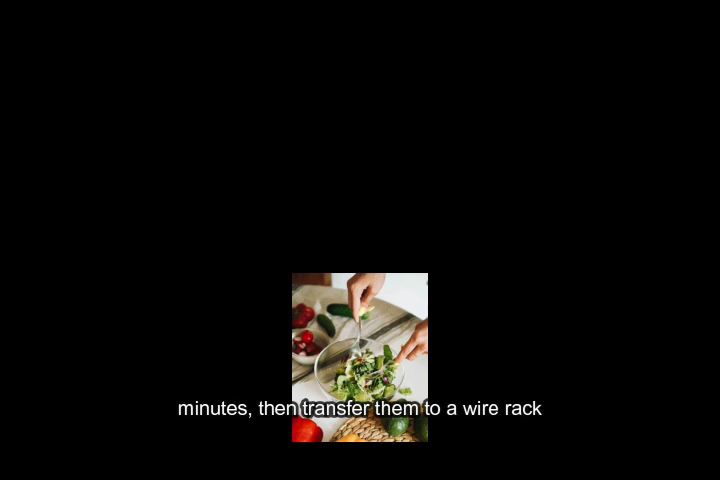 minutes, then transfer them to a wire rack